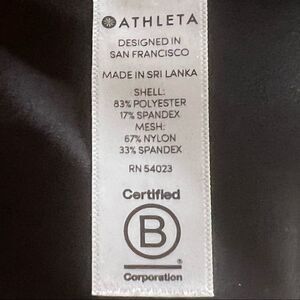 ATHLETA
DESIGNED IN
SAN FRANCISCO
MADE IN SRI LANKA
SHELL:
83% POLYESTER
17% SPANDEX
MESH:
67% NYLON
33% SPANDEX
RN 54023
Certified
B
®
Corporation